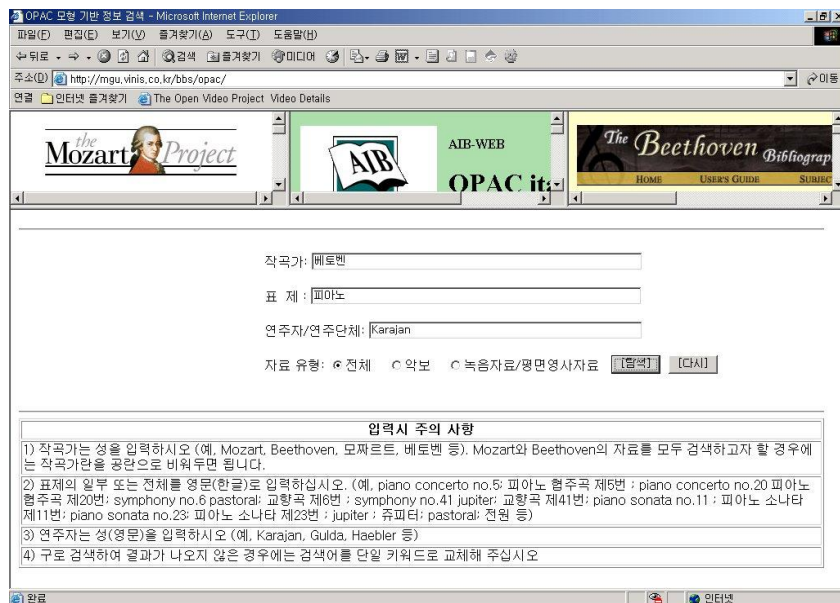 OPAC 모형 기반 정보 검색 - Microsoft Internet Explorer
파일(F) 편집(E) 보기(V) 즐겨찾기(A) 도구(T) 도움말(H)
뒤로 검색 즐겨찾기 미디어
주소(D) http://mgu.vinis.co.kr/bbs/opac/ 이동
연결 인터넷 즐겨찾기 The Open Video Project Video Details
the Mozart Project
AIB
AIB-WEB
OPAC ita
The Beethoven Bibliograp
HOME USER'S GUIDE SUBJEC
작곡가: 베토벤
표 제 : 피아노
연주자/연주단체: Karajan
자료 유형: 전체 악보 녹음자료/평면영사자료 [탐색] [다시]
입력시 주의 사항
1) 작곡가는 성을 입력하시오 (예, Mozart, Beethoven, 모짜르트, 베토벤 등). Mozart와 Beethoven의 자료를 모두 검색하고자 할 경우에
는 작곡가란을 공란으로 비워두면 됩니다.
2) 표제의 일부 또는 전체를 영문(한글)로 입력하십시오. (예, piano concerto no.5; 피아노 협주곡 제5번 ; piano concerto no.20 피아노
협주곡 제20번; symphony no.6 pastoral; 교향곡 제6번 ; symphony no.41 jupiter; 교향곡 제41번; piano sonata no.11 ; 피아노 소나타
제11번; piano sonata no.23; 피아노 소나타 제23번 ; jupiter ; 쥬피터; pastoral; 전원 등)
3) 연주자는 성(영문)을 입력하시오 (예, Karajan, Gulda, Haebler 등)
4) 구로 검색하여 결과가 나오지 않은 경우에는 검색어를 단일 키워드로 교체해 주십시오
완료 인터넷